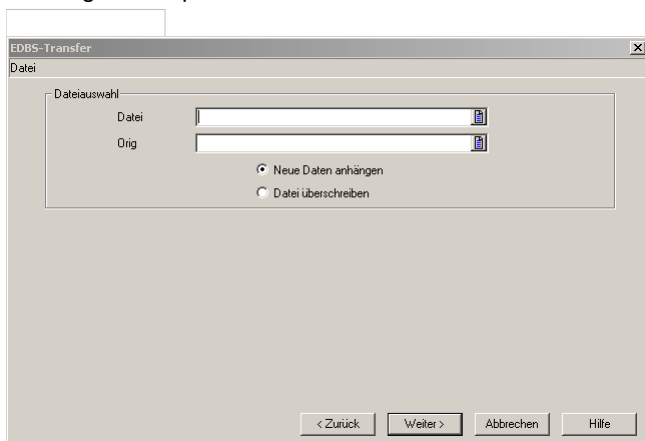 EDBS-Transfer
Datei
Dateiauswahl
Datei
Orig
Neue Daten anhängen
Datei überschreiben
< Zurück Weiter > Abbrechen Hilfe